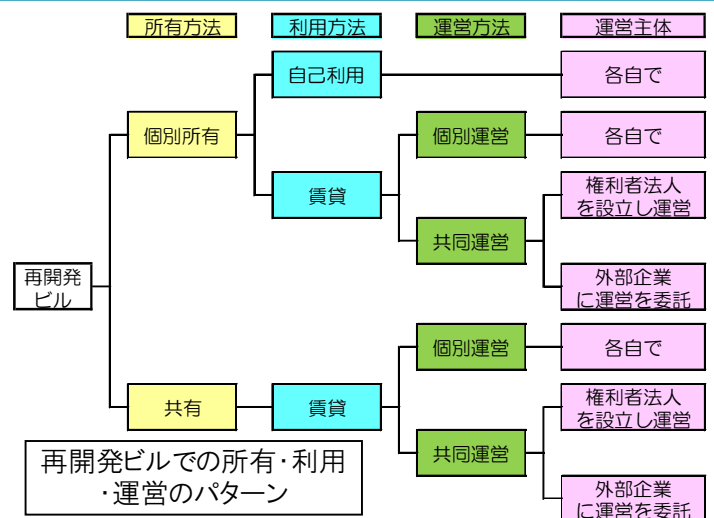 所有方法
利用方法
運営方法
運営主体
自己利用
各自で
個別所有
個別運営
各自で
賃貸
権利者法人
を設立し運営
共同運営
再開発
ビル
外部企業
に運営を委託
個別運営
各自で
共有
賃貸
権利者法人
を設立し運営
共同運営
再開発ビルでの所有・利用
・運営のパターン
外部企業
に運営を委託